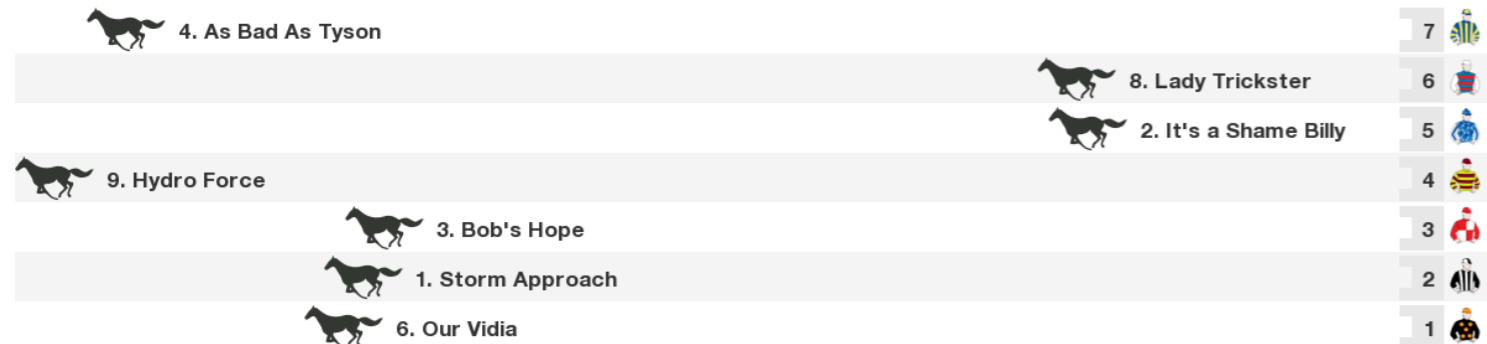 4. As Bad As Tyson 7
8. Lady Trickster 6
2. It's a Shame Billy 5
9. Hydro Force 4
3. Bob's Hope 3
1. Storm Approach 2
6. Our Vidia 1